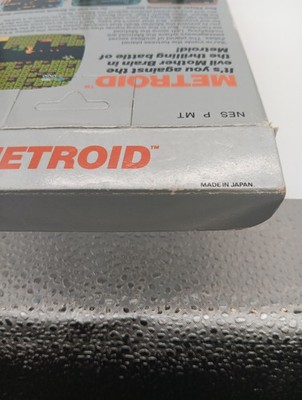 METROID™
It's you against the
evil Mother Brain in
the thrilling battle of
Metroid!
NES P MT
METROID™
MADE IN JAPAN